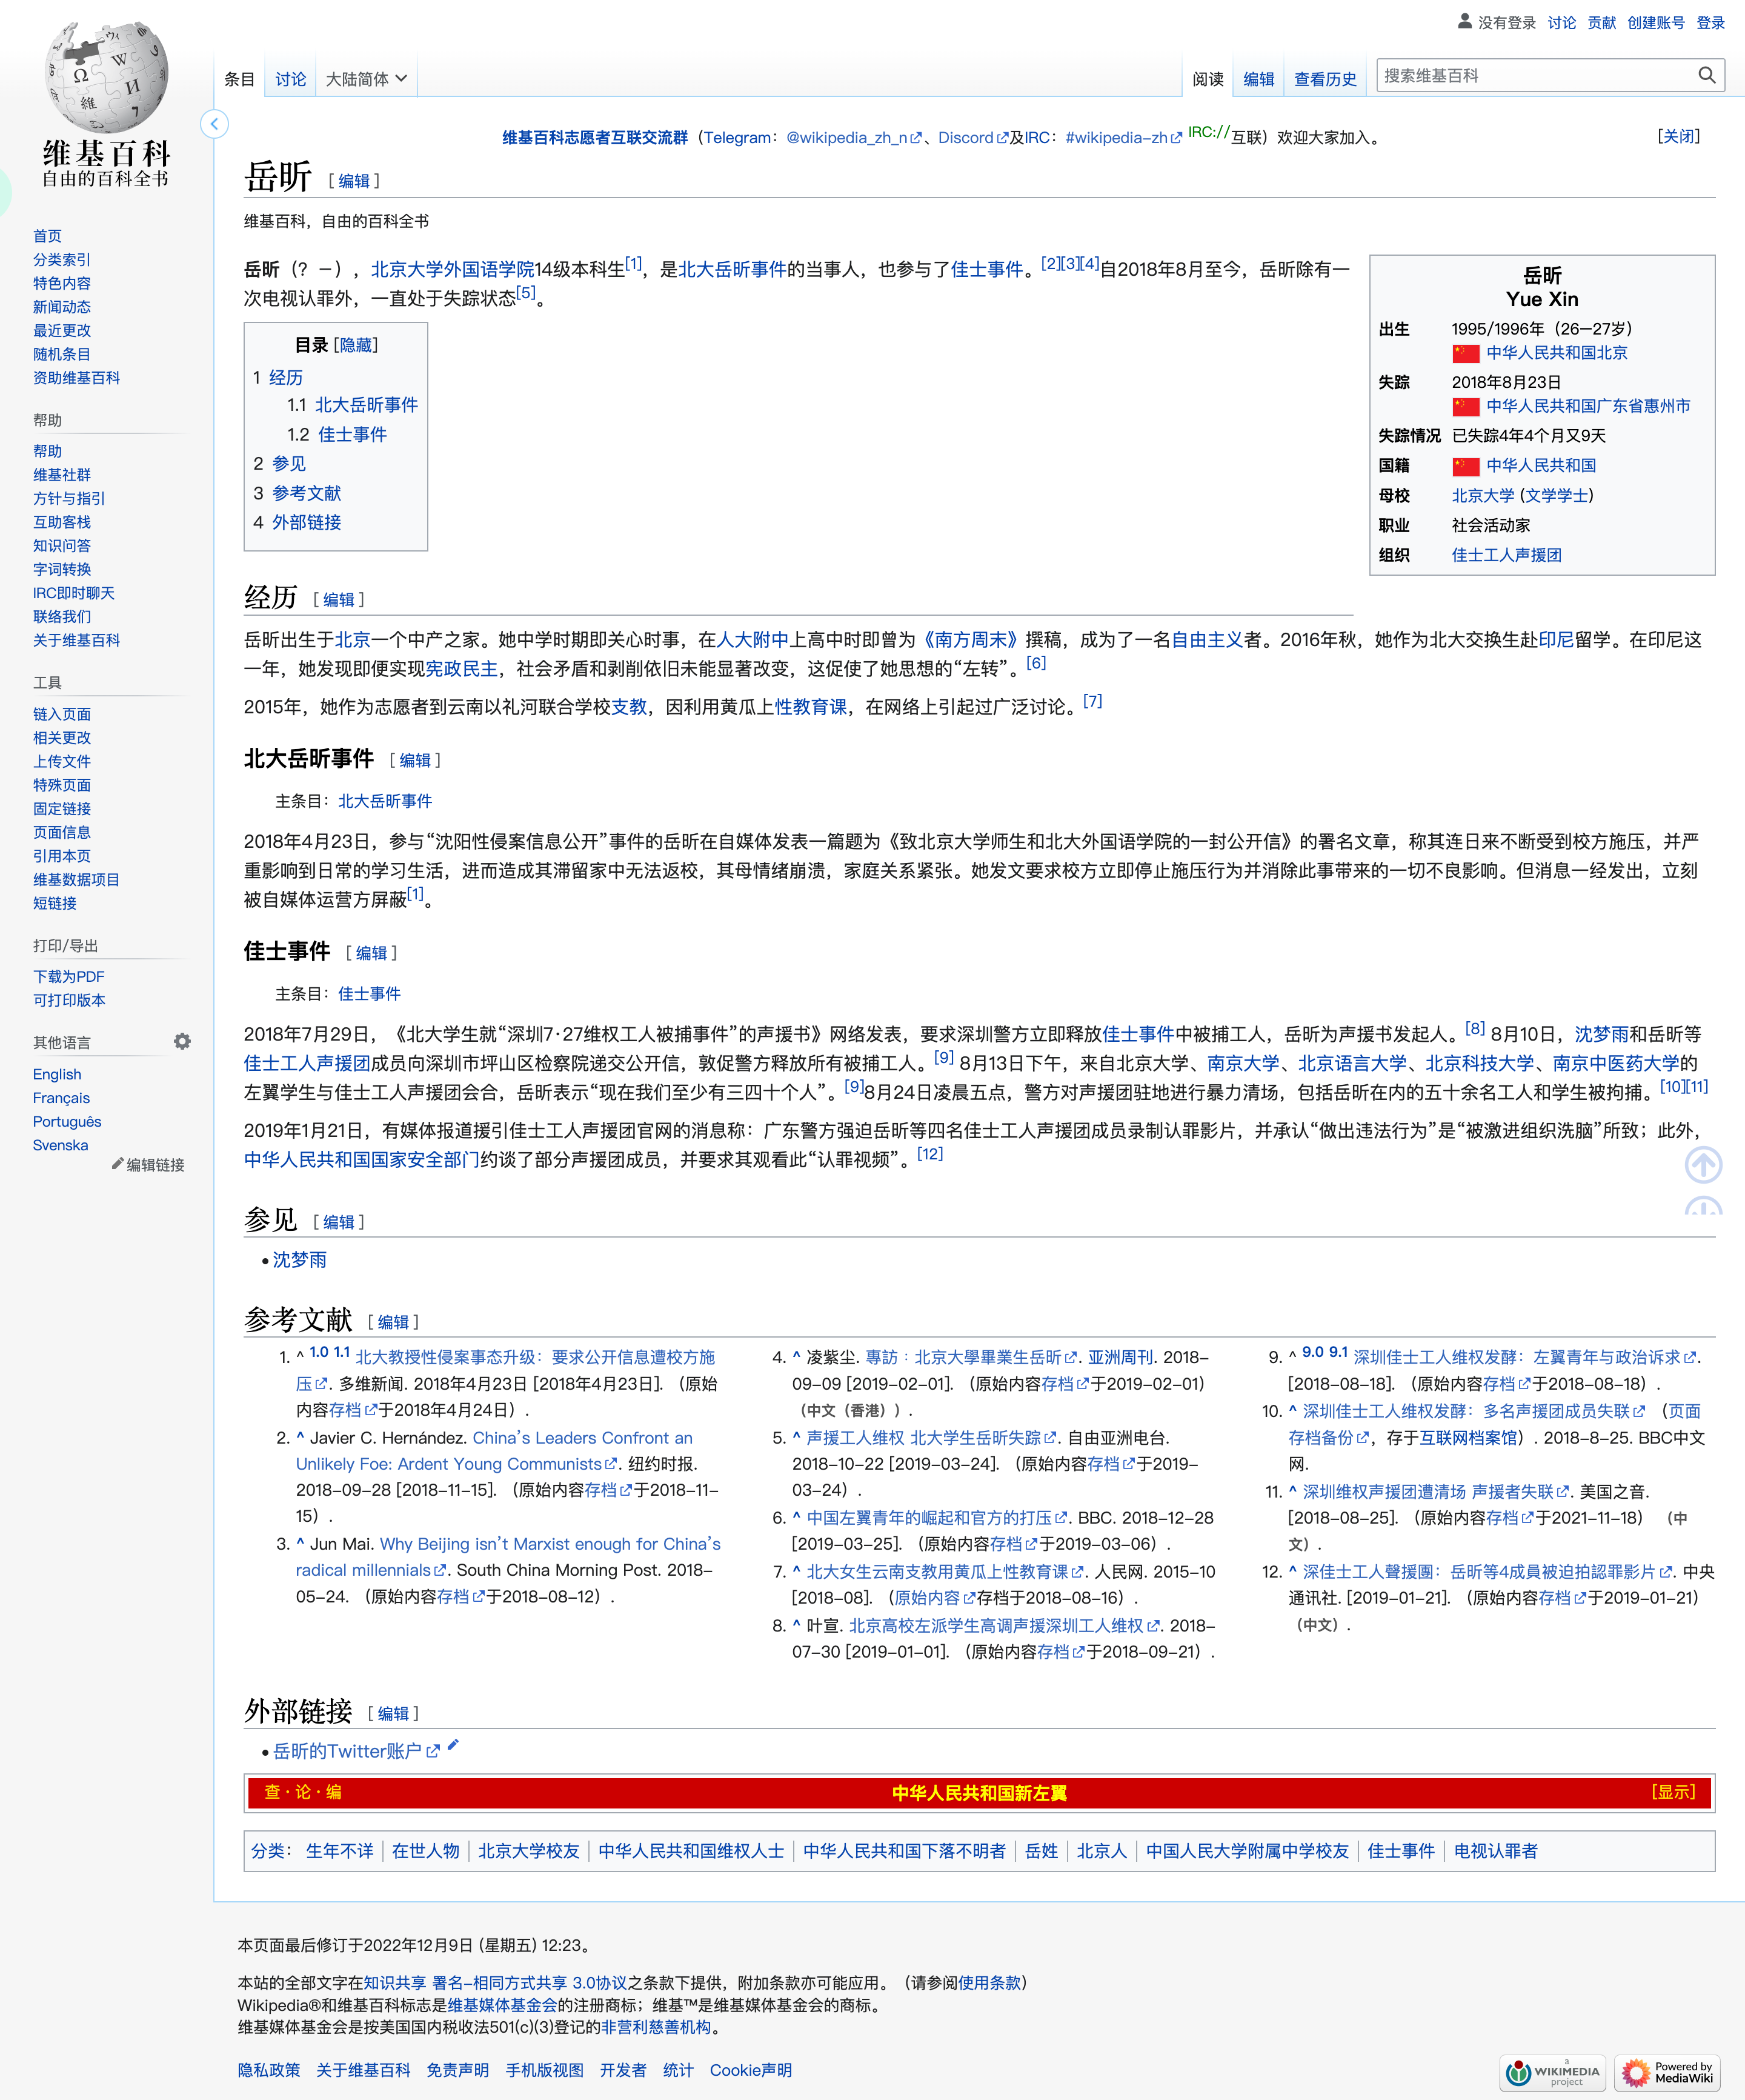 没有登录 讨论 贡献 创建账号 登录
条目 讨论 大陆简体 阅读 编辑 查看历史 搜索维基百科
维基百科
自由的百科全书
首页
分类索引
特色内容
新闻动态
最近更改
随机条目
资助维基百科
帮助
帮助
维基社群
方针与指引
互助客栈
知识问答
字词转换
IRC即时聊天
联络我们
关于维基百科
工具
链入页面
相关更改
上传文件
特殊页面
固定链接
页面信息
引用本页
维基数据项目
短链接
打印/导出
下载为PDF
可打印版本
其他语言
English
Français
Português
Svenska
编辑链接
维基百科志愿者互联交流群（Telegram：@wikipedia_zh_n、Discord及IRC：#wikipedia-zh IRC://互联）欢迎大家加入。 [关闭]
岳昕 [ 编辑 ]
维基百科，自由的百科全书
岳昕（？－），北京大学外国语学院14级本科生[1]，是北大岳昕事件的当事人，也参与了佳士事件。[2][3][4]自2018年8月至今，岳昕除有一
次电视认罪外，一直处于失踪状态[5]。
岳昕
Yue Xin
出生 1995/1996年（26—27岁）
中华人民共和国北京
失踪 2018年8月23日
中华人民共和国广东省惠州市
失踪情况 已失踪4年4个月又9天
国籍 中华人民共和国
母校 北京大学 (文学学士)
职业 社会活动家
组织 佳士工人声援团
目录 [隐藏]
1 经历
1.1 北大岳昕事件
1.2 佳士事件
2 参见
3 参考文献
4 外部链接
经历 [ 编辑 ]
岳昕出生于北京一个中产之家。她中学时期即关心时事，在人大附中上高中时即曾为《南方周末》撰稿，成为了一名自由主义者。2016年秋，她作为北大交换生赴印尼留学。在印尼这
一年，她发现即便实现宪政民主，社会矛盾和剥削依旧未能显著改变，这促使了她思想的“左转”。[6]
2015年，她作为志愿者到云南以礼河联合学校支教，因利用黄瓜上性教育课，在网络上引起过广泛讨论。[7]
北大岳昕事件 [ 编辑 ]
主条目：北大岳昕事件
2018年4月23日，参与“沈阳性侵案信息公开”事件的岳昕在自媒体发表一篇题为《致北京大学师生和北大外国语学院的一封公开信》的署名文章，称其连日来不断受到校方施压，并严
重影响到日常的学习生活，进而造成其滞留家中无法返校，其母情绪崩溃，家庭关系紧张。她发文要求校方立即停止施压行为并消除此事带来的一切不良影响。但消息一经发出，立刻
被自媒体运营方屏蔽[1]。
佳士事件 [ 编辑 ]
主条目：佳士事件
2018年7月29日，《北大学生就“深圳7·27维权工人被捕事件”的声援书》网络发表，要求深圳警方立即释放佳士事件中被捕工人，岳昕为声援书发起人。[8] 8月10日，沈梦雨和岳昕等
佳士工人声援团成员向深圳市坪山区检察院递交公开信，敦促警方释放所有被捕工人。[9] 8月13日下午，来自北京大学、南京大学、北京语言大学、北京科技大学、南京中医药大学的
左翼学生与佳士工人声援团会合，岳昕表示“现在我们至少有三四十个人”。[9]8月24日凌晨五点，警方对声援团驻地进行暴力清场，包括岳昕在内的五十余名工人和学生被拘捕。[10][11]
2019年1月21日，有媒体报道援引佳士工人声援团官网的消息称：广东警方强迫岳昕等四名佳士工人声援团成员录制认罪影片，并承认“做出违法行为”是“被激进组织洗脑”所致；此外，
中华人民共和国国家安全部门约谈了部分声援团成员，并要求其观看此“认罪视频”。[12]
参见 [ 编辑 ]
• 沈梦雨
参考文献 [ 编辑 ]
1. ^ 1.0 1.1 北大教授性侵案事态升级：要求公开信息遭校方施
压. 多维新闻. 2018年4月23日 [2018年4月23日]. （原始
内容存档于2018年4月24日）.
2. ^ Javier C. Hernández. China's Leaders Confront an
Unlikely Foe: Ardent Young Communists. 纽约时报.
2018-09-28 [2018-11-15]. （原始内容存档于2018-11-
15）.
3. ^ Jun Mai. Why Beijing isn't Marxist enough for China's
radical millennials. South China Morning Post. 2018-
05-24. （原始内容存档于2018-08-12）.
4. ^ 凌紫尘. 專訪：北京大學畢業生岳昕. 亚洲周刊. 2018-
09-09 [2019-02-01]. （原始内容存档于2019-02-01）
（中文（香港））.
5. ^ 声援工人维权 北大学生岳昕失踪. 自由亚洲电台.
2018-10-22 [2019-03-24]. （原始内容存档于2019-
03-24）.
6. ^ 中国左翼青年的崛起和官方的打压. BBC. 2018-12-28
[2019-03-25]. （原始内容存档于2019-03-06）.
7. ^ 北大女生云南支教用黄瓜上性教育课. 人民网. 2015-10
[2018-08]. （原始内容存档于2018-08-16）.
8. ^ 叶宣. 北京高校左派学生高调声援深圳工人维权. 2018-
07-30 [2019-01-01]. （原始内容存档于2018-09-21）.
9. ^ 9.0 9.1 深圳佳士工人维权发酵：左翼青年与政治诉求.
[2018-08-18]. （原始内容存档于2018-08-18）.
10. ^ 深圳佳士工人维权发酵：多名声援团成员失联 （页面
存档备份，存于互联网档案馆）. 2018-8-25. BBC中文
网.
11. ^ 深圳维权声援团遭清场 声援者失联. 美国之音.
[2018-08-25]. （原始内容存档于2021-11-18） （中
文）.
12. ^ 深佳士工人聲援團：岳昕等4成員被迫拍認罪影片. 中央
通讯社. [2019-01-21]. （原始内容存档于2019-01-21）
（中文）.
外部链接 [ 编辑 ]
• 岳昕的Twitter账户
查·论·编 中华人民共和国新左翼 [显示]
分类： 生年不详 在世人物 北京大学校友 中华人民共和国维权人士 中华人民共和国下落不明者 岳姓 北京人 中国人民大学附属中学校友 佳士事件 电视认罪者
本页面最后修订于2022年12月9日 (星期五) 12:23。
本站的全部文字在知识共享 署名-相同方式共享 3.0协议之条款下提供，附加条款亦可能应用。（请参阅使用条款）
Wikipedia®和维基百科标志是维基媒体基金会的注册商标；维基™是维基媒体基金会的商标。
维基媒体基金会是按美国国内税收法501(c)(3)登记的非营利慈善机构。
隐私政策 关于维基百科 免责声明 手机版视图 开发者 统计 Cookie声明
a WIKIMEDIA project
Powered by MediaWiki